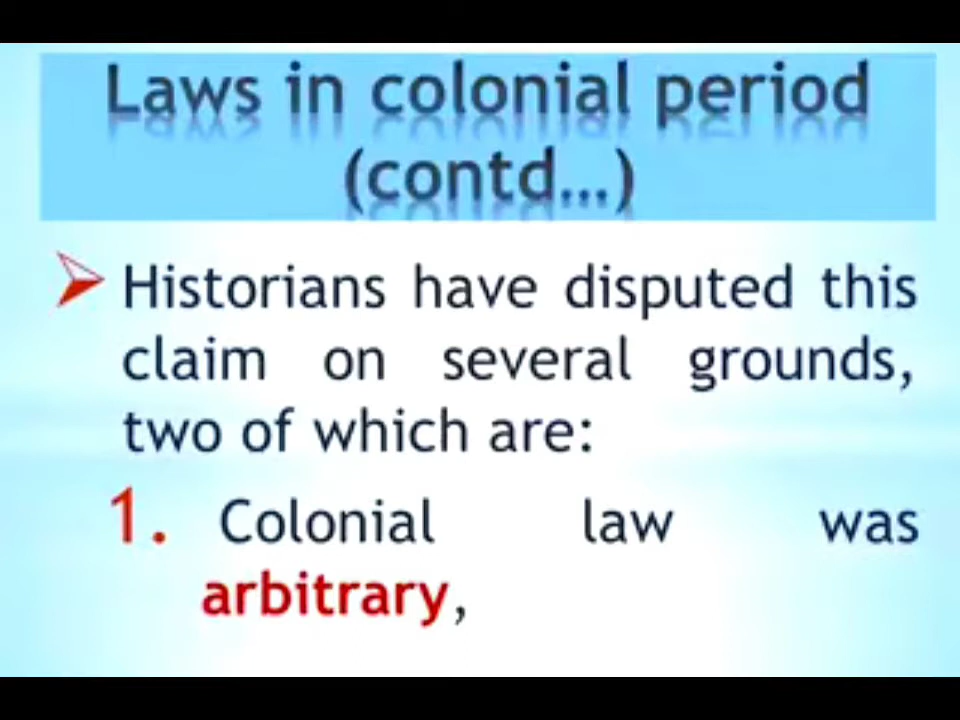 Laws in colonial period
(contd…)
Historians have disputed this
claim on several grounds,
two of which are:
1. Colonial law was
arbitrary,